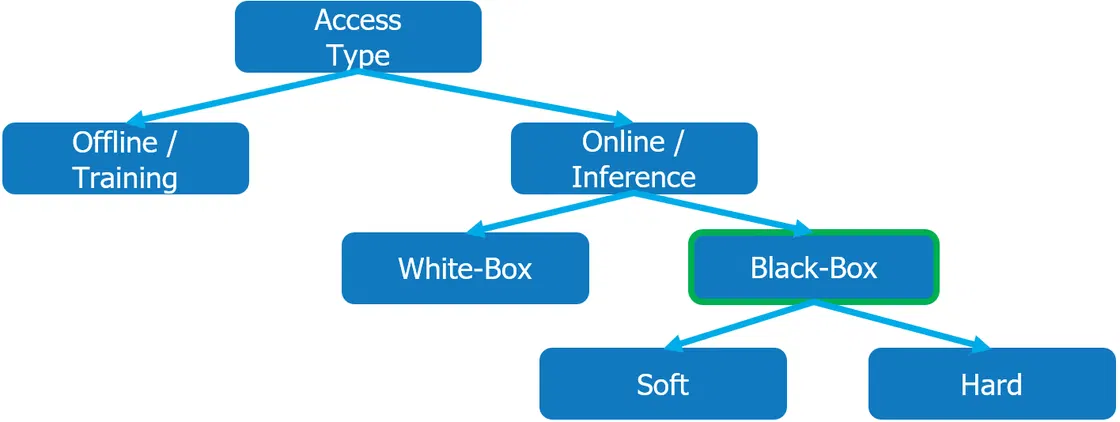 Access
Type
Offline /
Training
Online /
Inference
White-Box
Black-Box
Soft
Hard